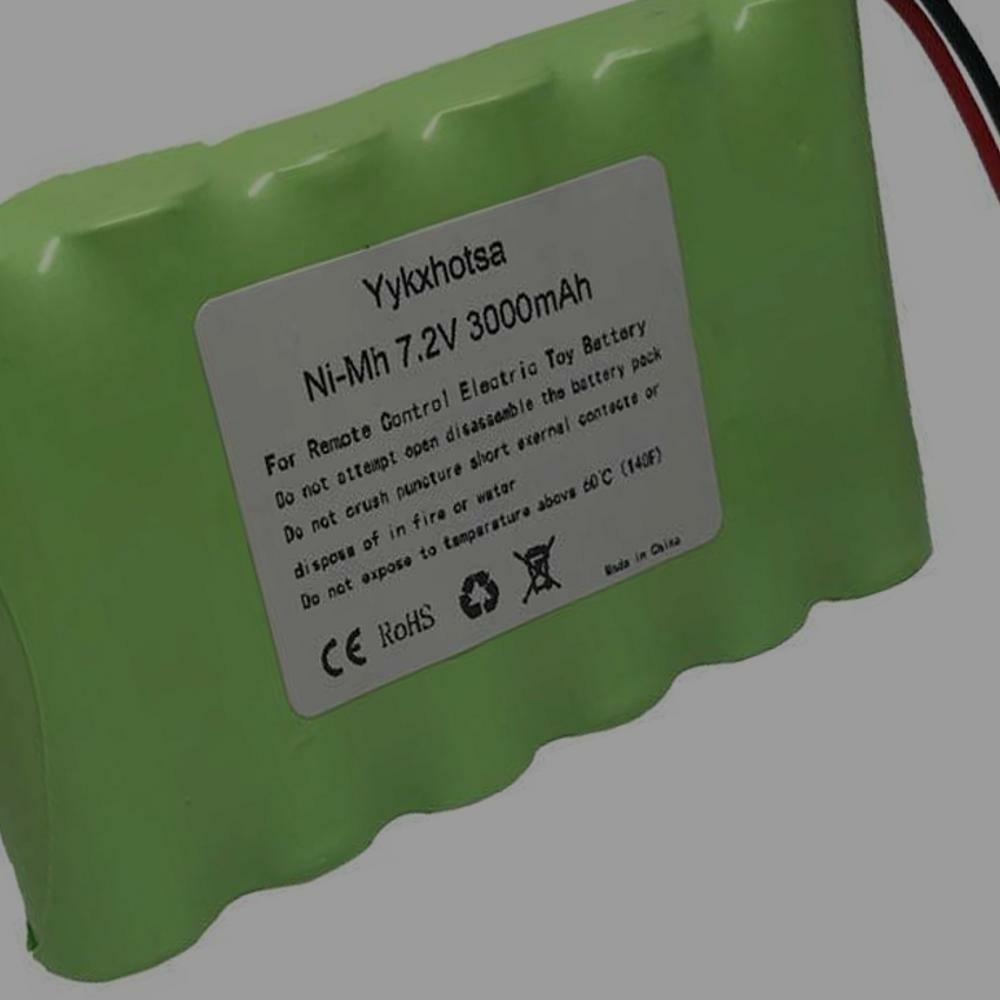 Yykxhotsa
Ni-Mh 7.2V 3000mAh
For Remote Control Electric Toy Battery
Do not attempt open disassemble the battery pack
Do not crush puncture short exernal contacts or
dispose of in fire or water
Do not expose to temperature above 60℃ (140F)
CE RoHS
Made in China